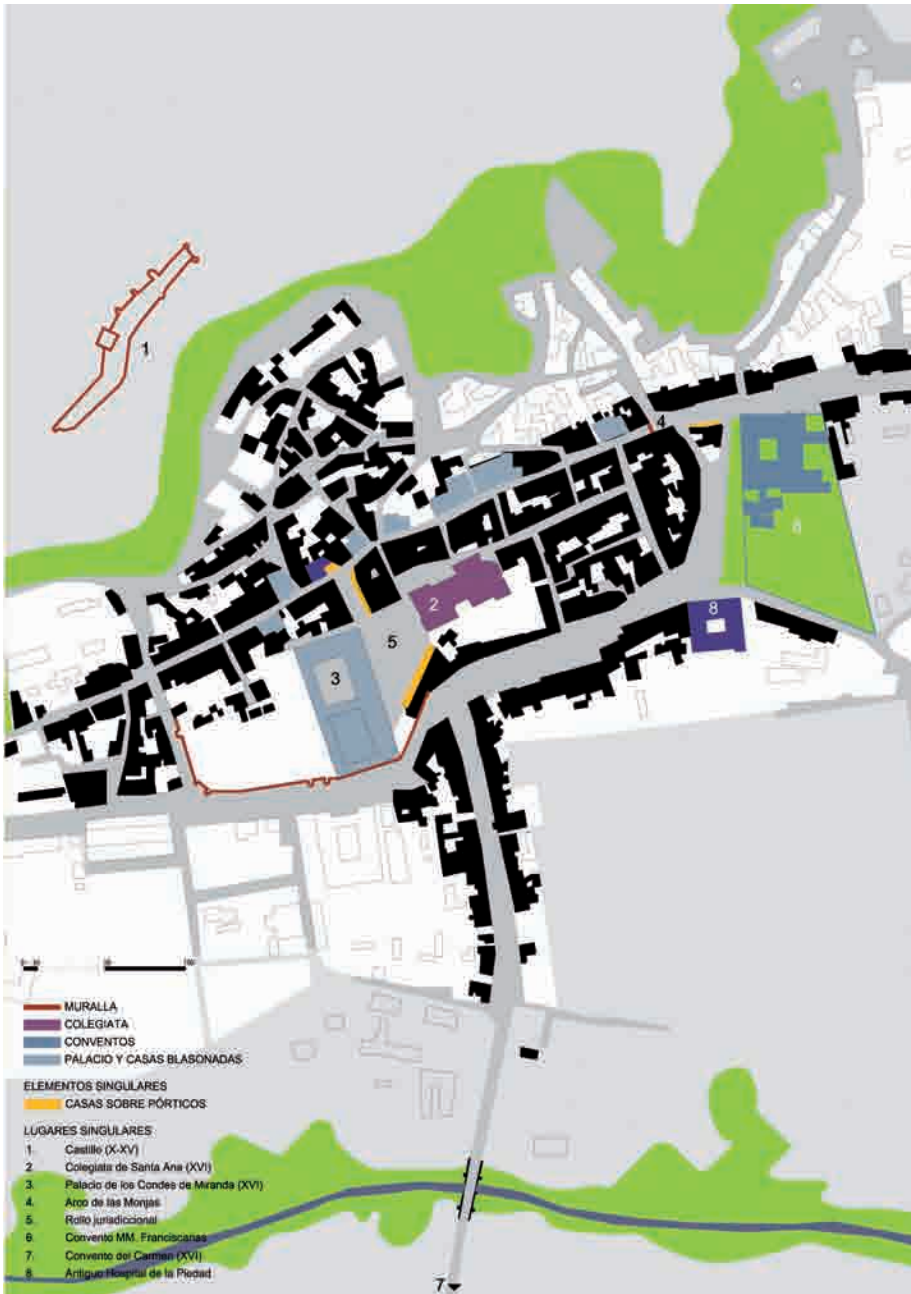 1
4
6
2
8
5
3
MURALLA
COLEGIATA
CONVENTOS
PALACIO Y CASAS BLASONADAS
ELEMENTOS SINGULARES
CASAS SOBRE PÓRTICOS
LUGARES SINGULARES
1. Castillo (X-XV)
2 Colegiata de Santa Ana (XVI)
3. Palacio de los Condes de Miranda (XVI)
4. Arco de las Monjas
5. Rollo jurisdiccional
6 Convento MM. Franciscanas
7. Convento del Carmen (XVI)
8 Antiguo Hospital de la Piedad
7